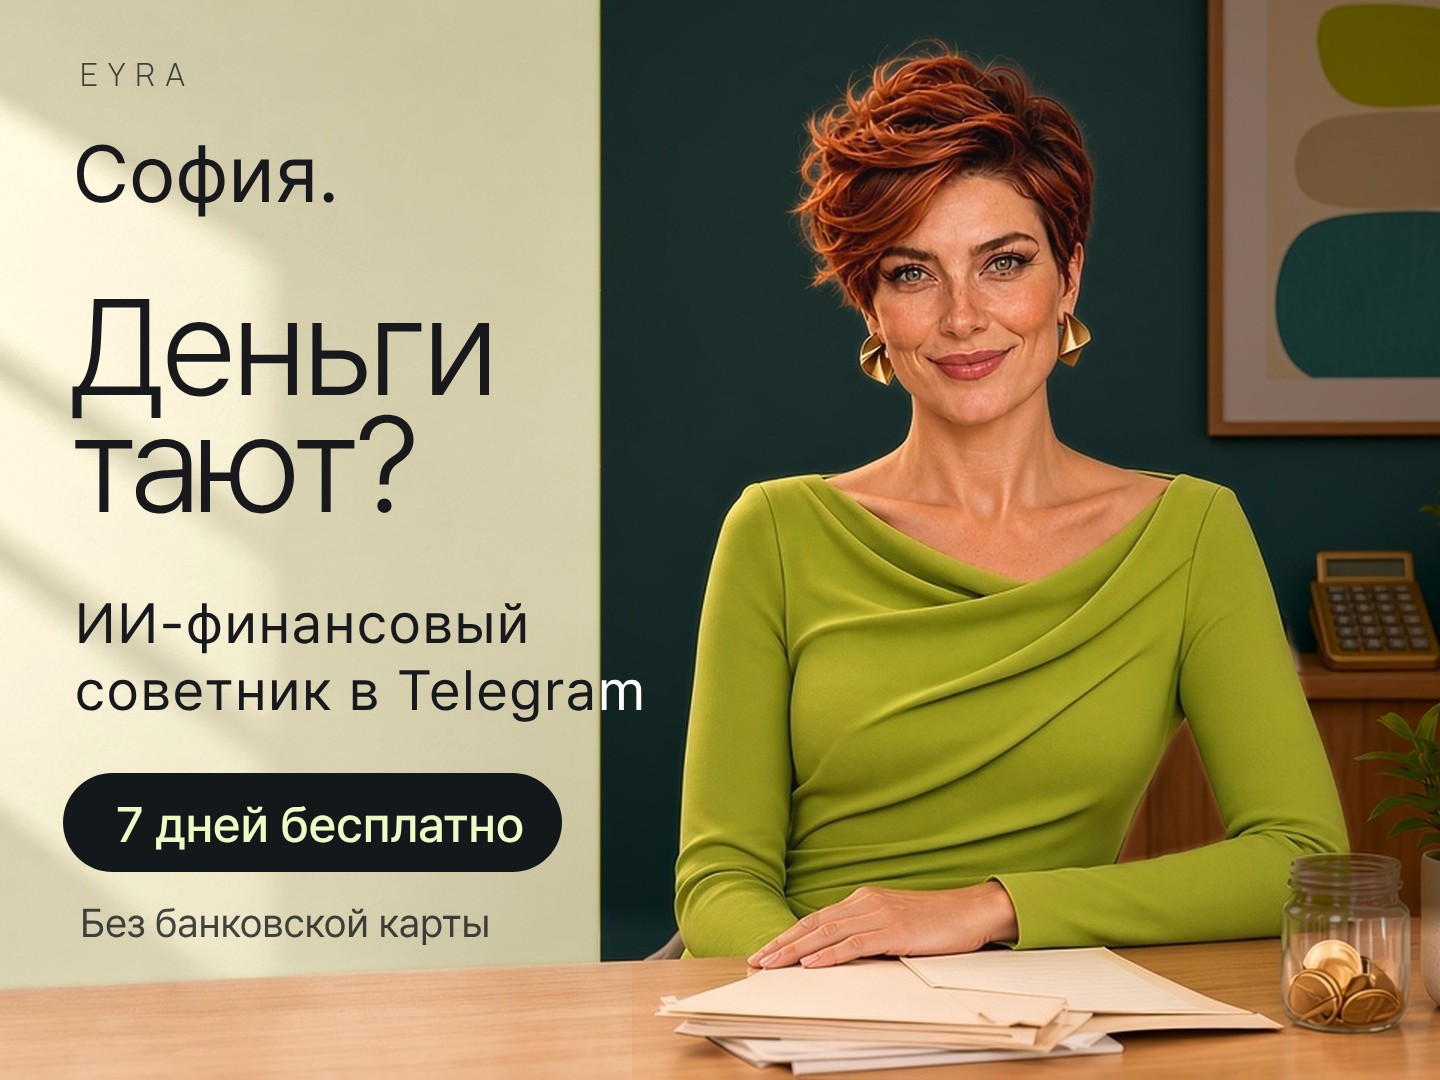 EYRA
София.
Деньги
тают?
ИИ-финансовый
советник в Telegram
7 дней бесплатно
Без банковской карты